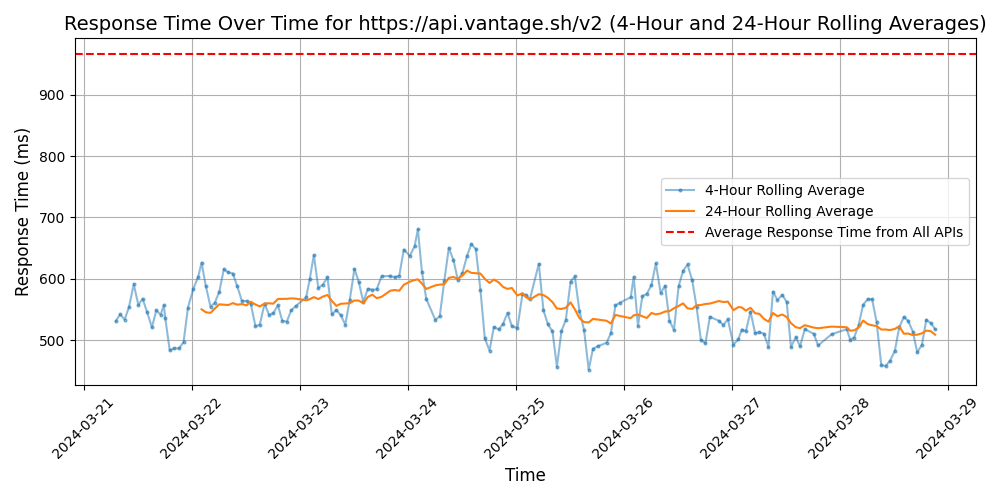 Response Time Over Time for https://api.vantage.sh/v2 (4-Hour and 24-Hour Rolling Averages)
Response Time (ms)
900
800
700
600
500
4-Hour Rolling Average
24-Hour Rolling Average
Average Response Time from All APIs
2024-03-21
2024-03-22
2024-03-23
2024-03-24
2024-03-25
2024-03-26
2024-03-27
2024-03-28
2024-03-29
Time